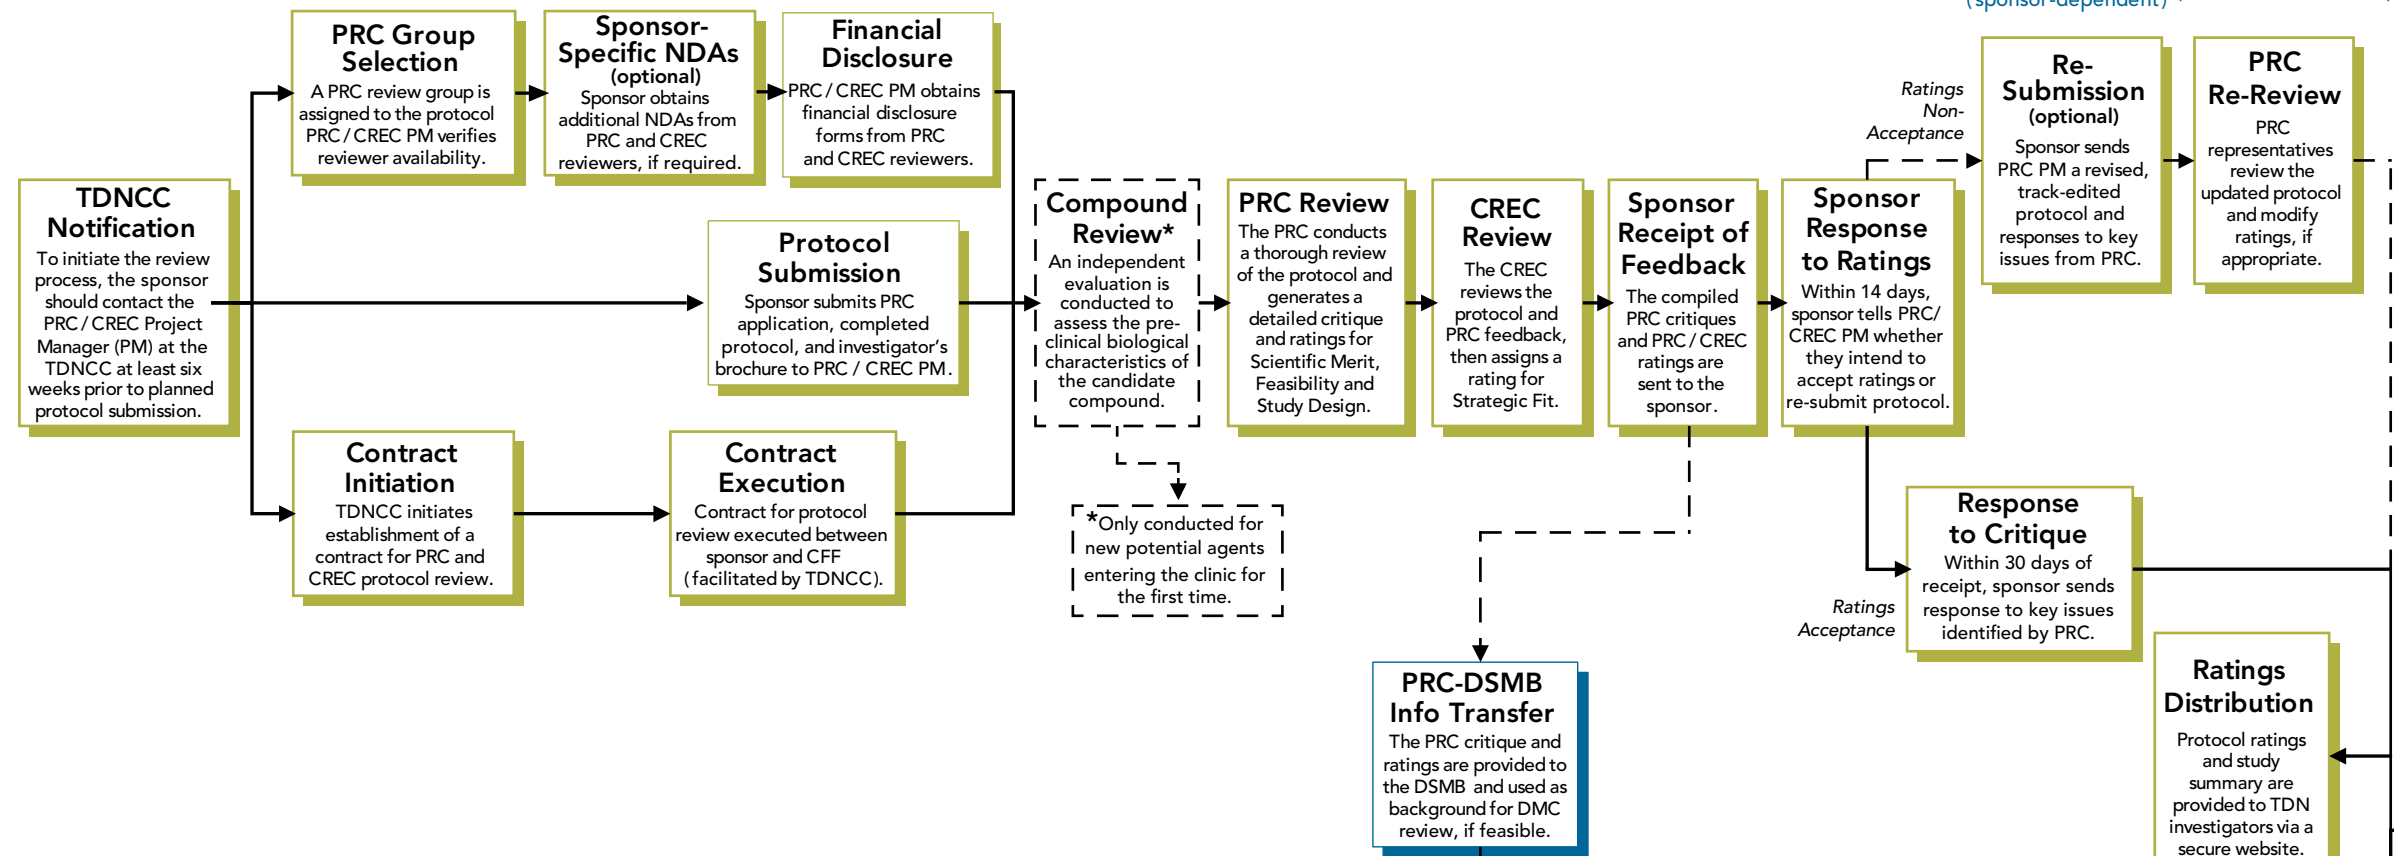 (sponsor-dependent)
PRC Group
Selection
A PRC review group is
assigned to the protocol
PRC / CREC PM verifies
reviewer availability.
Sponsor-
Specific NDAs
(optional)
Sponsor obtains
additional NDAs from
PRC and CREC
reviewers, if required.
Financial
Disclosure
PRC / CREC PM obtains
financial disclosure
forms from PRC
and CREC reviewers.
TDNCC
Notification
To initiate the review
process, the sponsor
should contact the
PRC / CREC Project
Manager (PM) at the
TDNCC at least six
weeks prior to planned
protocol submission.
Protocol
Submission
Sponsor submits PRC
application, completed
protocol, and investigator's
brochure to PRC / CREC PM.
Contract
Initiation
TDNCC initiates
establishment of a
contract for PRC and
CREC protocol review.
Contract
Execution
Contract for protocol
review executed between
sponsor and CFF
(facilitated by TDNCC).
Compound
Review*
An independent
evaluation is
conducted to
assess the pre-
clinical biological
characteristics of
the candidate
compound.
*Only conducted for
new potential agents
entering the clinic for
the first time.
PRC Review
The PRC conducts
a thorough review
of the protocol and
generates a
detailed critique
and ratings for
Scientific Merit,
Feasibility and
Study Design.
CREC
Review
The CREC
reviews the
protocol and
PRC feedback,
then assigns a
rating for
Strategic Fit.
Sponsor
Receipt of
Feedback
The compiled
PRC critiques
and PRC / CREC
ratings are
sent to the
sponsor.
Sponsor
Response
to Ratings
Within 14 days,
sponsor tells PRC/
CREC PM whether
they intend to
accept ratings or
re-submit protocol.
Ratings
Non-
Acceptance
Re-
Submission
(optional)
Sponsor sends
PRC PM a revised,
track-edited
protocol and
responses to key
issues from PRC.
PRC
Re-Review
PRC
representatives
review the
updated protocol
and modify
ratings, if
appropriate.
Ratings
Acceptance
Response
to Critique
Within 30 days of
receipt, sponsor sends
response to key issues
identified by PRC.
PRC-DSMB
Info Transfer
The PRC critique and
ratings are provided to
the DSMB and used as
background for DMC
review, if feasible.
Ratings
Distribution
Protocol ratings
and study
summary are
provided to TDN
investigators via a
secure website.